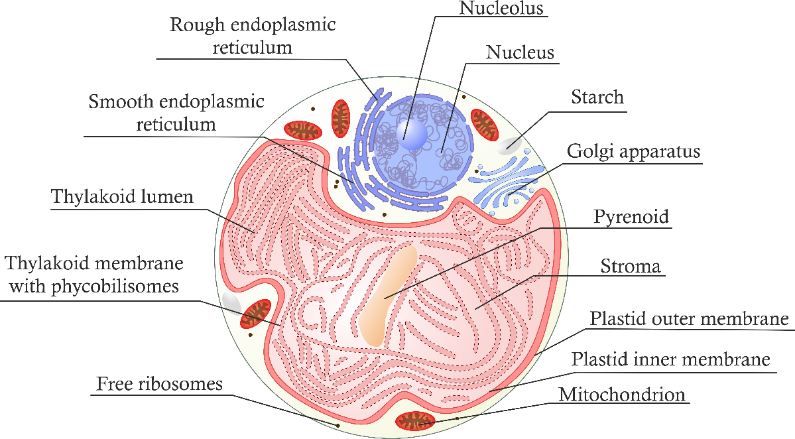 Nucleolus
Rough endoplasmic
reticulum
Nucleus
Smooth endoplasmic
reticulum
Starch
Golgi apparatus
Thylakoid lumen
Pyrenoid
Thylakoid membrane
with phycobilisomes
Stroma
Plastid outer membrane
Plastid inner membrane
Free ribosomes
Mitochondrion